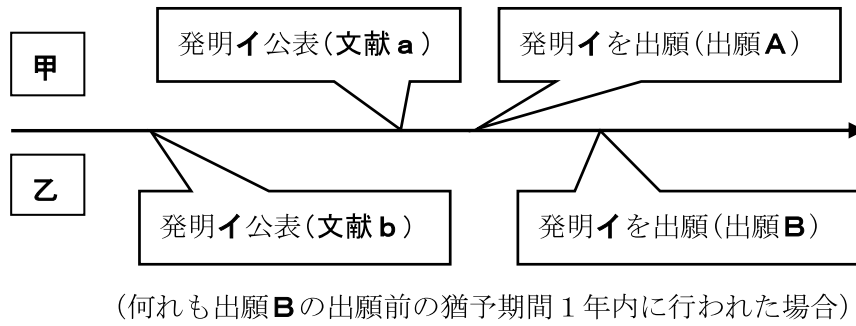 甲
発明イ公表(文献a)
発明イを出願(出願A)
乙
発明イ公表(文献b)
発明イを出願(出願B)
(何れも出願Bの出願前の猶予期間1年内に行われた場合)